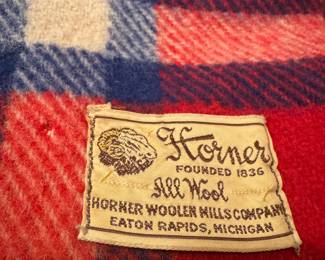 Horner
FOUNDED 1836
All Wool
HORNER WOOLEN MILLS COMPANY
EATON RAPIDS, MICHIGAN